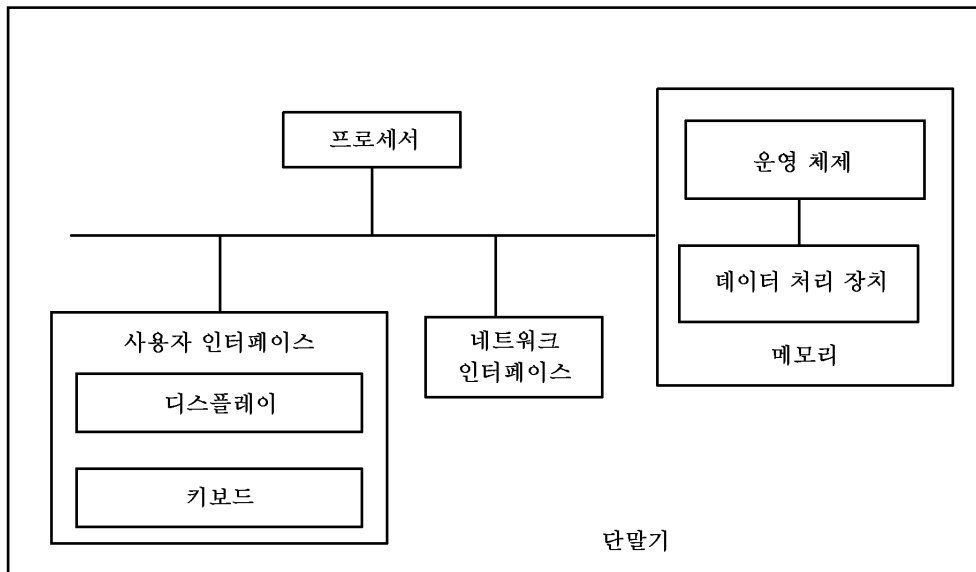 프로세서
운영 체제
데이터 처리 장치
메모리
사용자 인터페이스
디스플레이
키보드
네트워크
인터페이스
단말기